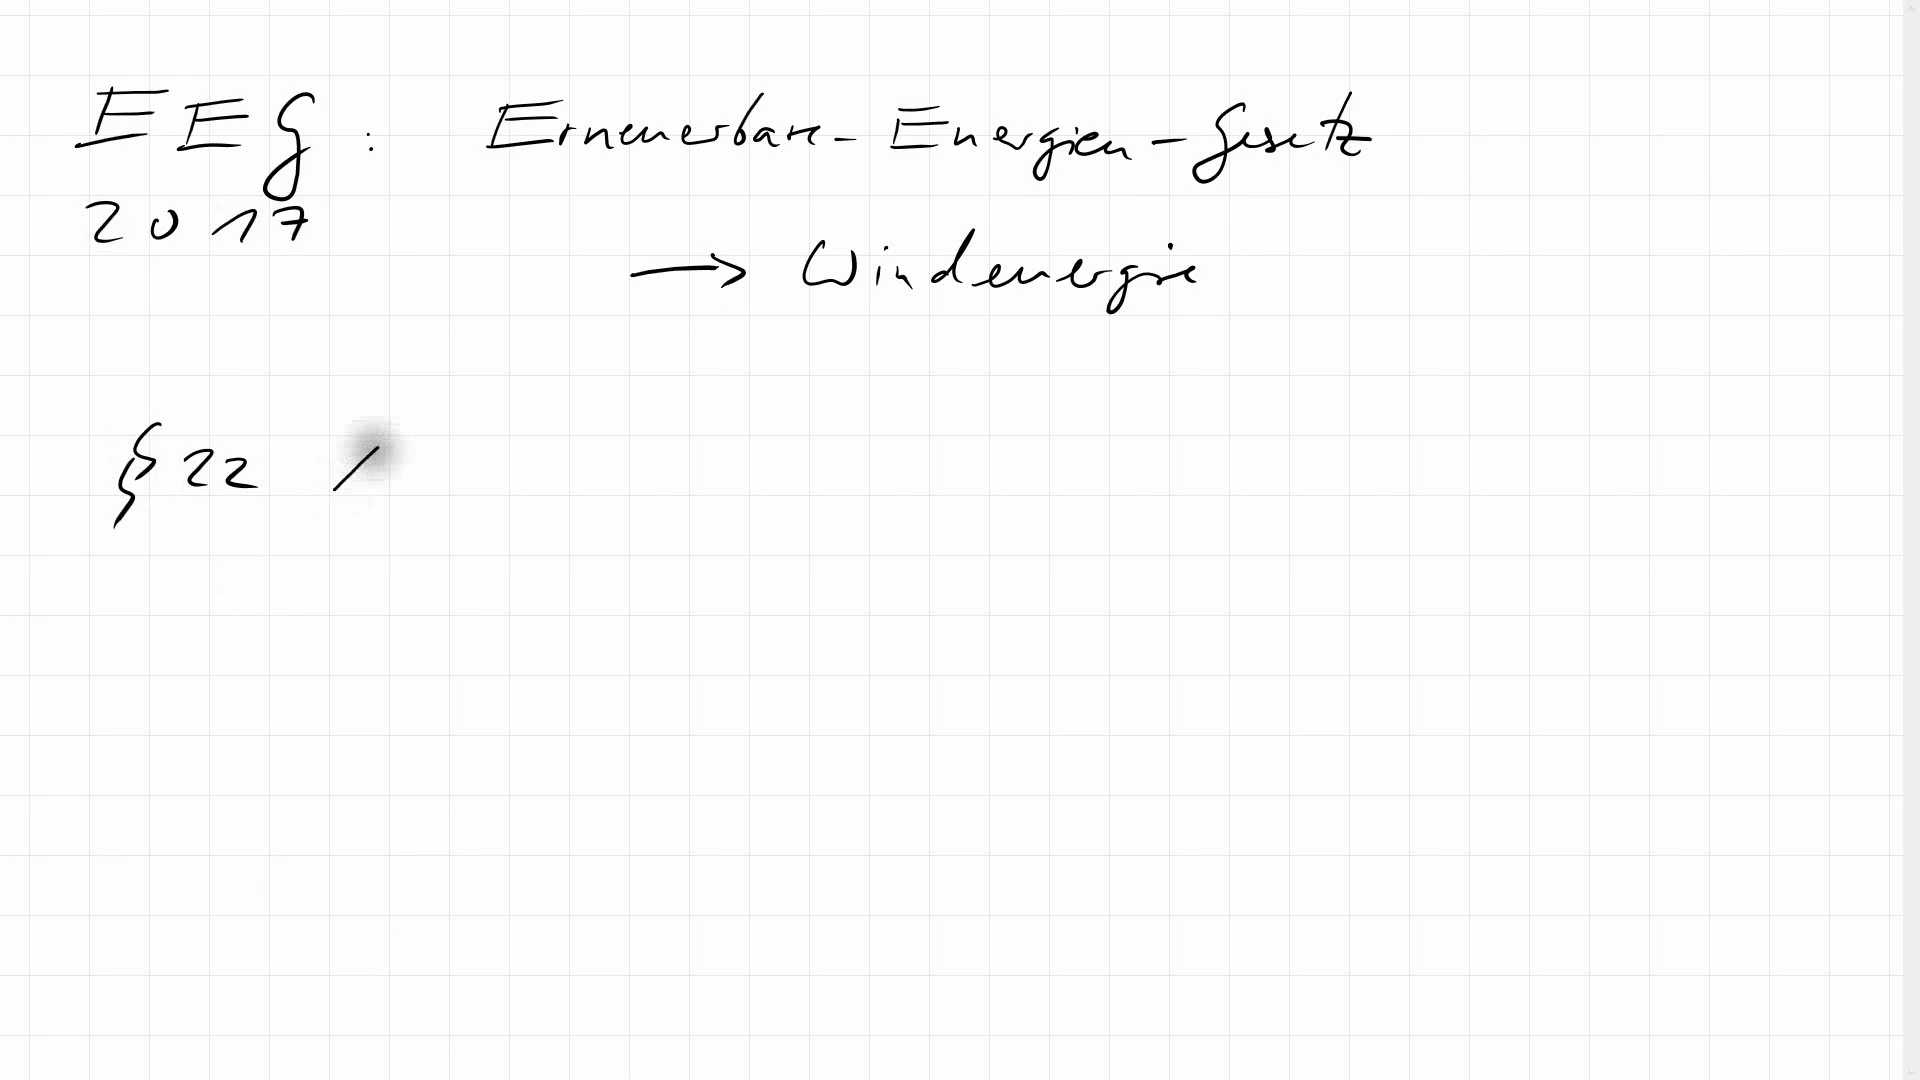 EEG: Erneuerbare-Energien-Gesetz
2017
→ Windenergie
§ 22 /